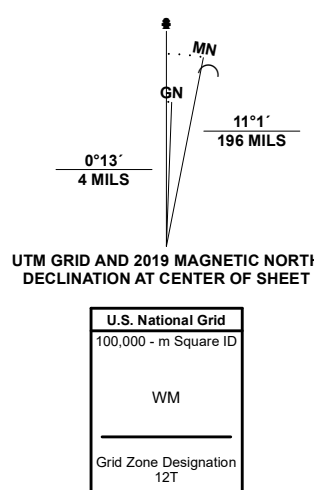 MN
GN
11°1´
196 MILS
0°13´
4 MILS
UTM GRID AND 2019 MAGNETIC NORTH
DECLINATION AT CENTER OF SHEET
U.S. National Grid
100,000 - m Square ID
WM
Grid Zone Designation
12T